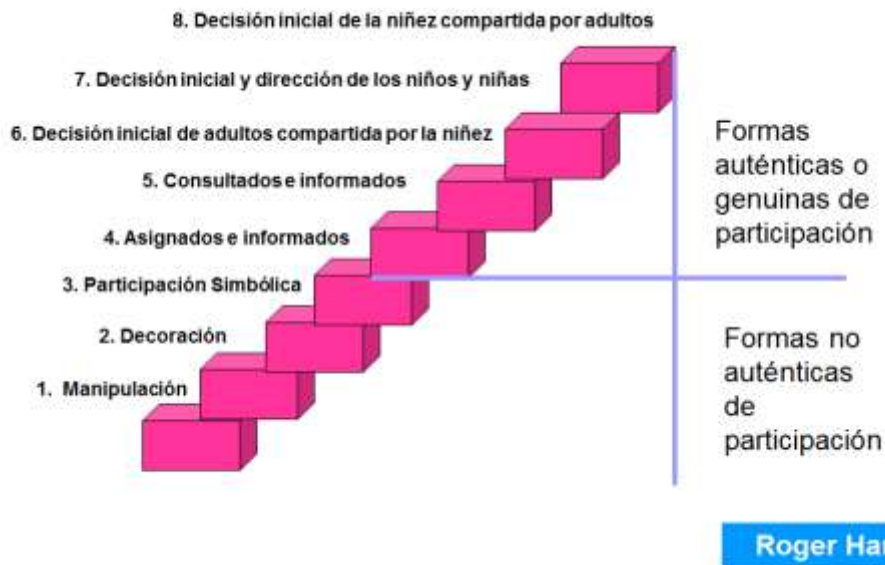 8. Decisión inicial de la niñez compartida por adultos
7. Decisión inicial y dirección de los niños y niñas
6. Decisión inicial de adultos compartida por la niñez
5. Consultados e informados
4. Asignados e informados
3. Participación Simbólica
2. Decoración
1. Manipulación
Formas
auténticas o
genuinas de
participación
Formas no
auténticas
de
participación
Roger